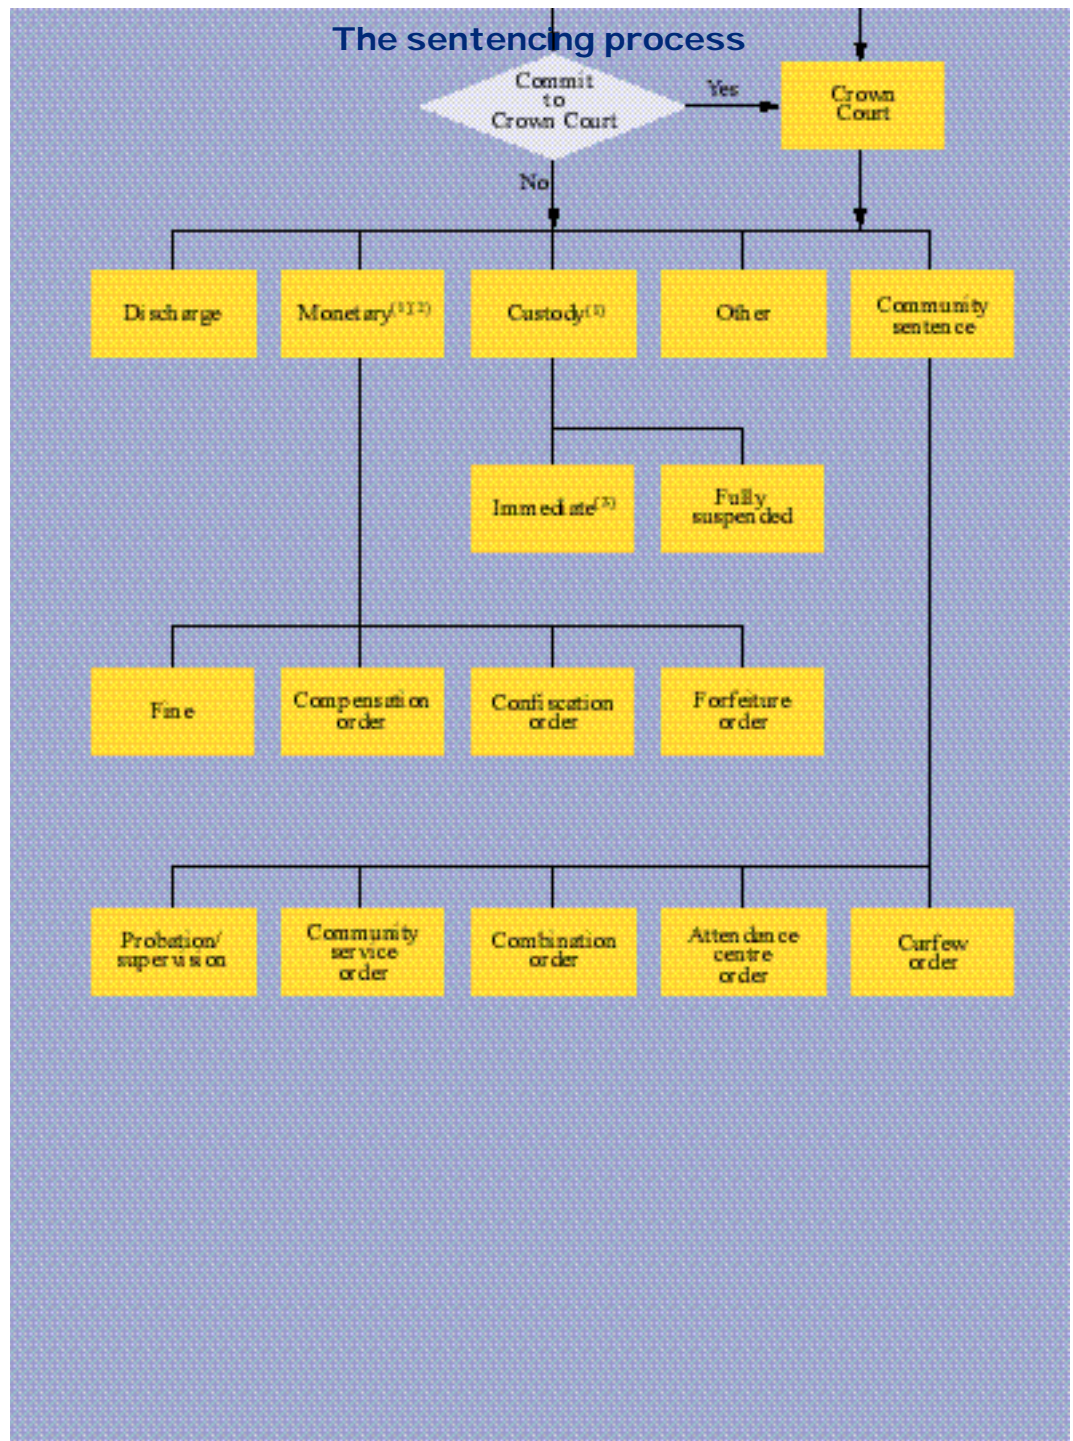 The sentencing process
Commit
to
Crown Court
Yes
Crown
Court
No
Discharge
Monetary(1)(2)
Custody(1)
Other
Community
sentence
Immediate(3)
Fully
suspended
Fine
Compensation
order
Confiscation
order
Forfeiture
order
Probation/
supervision
Community
service
order
Combination
order
Attendance
centre
order
Curfew
order